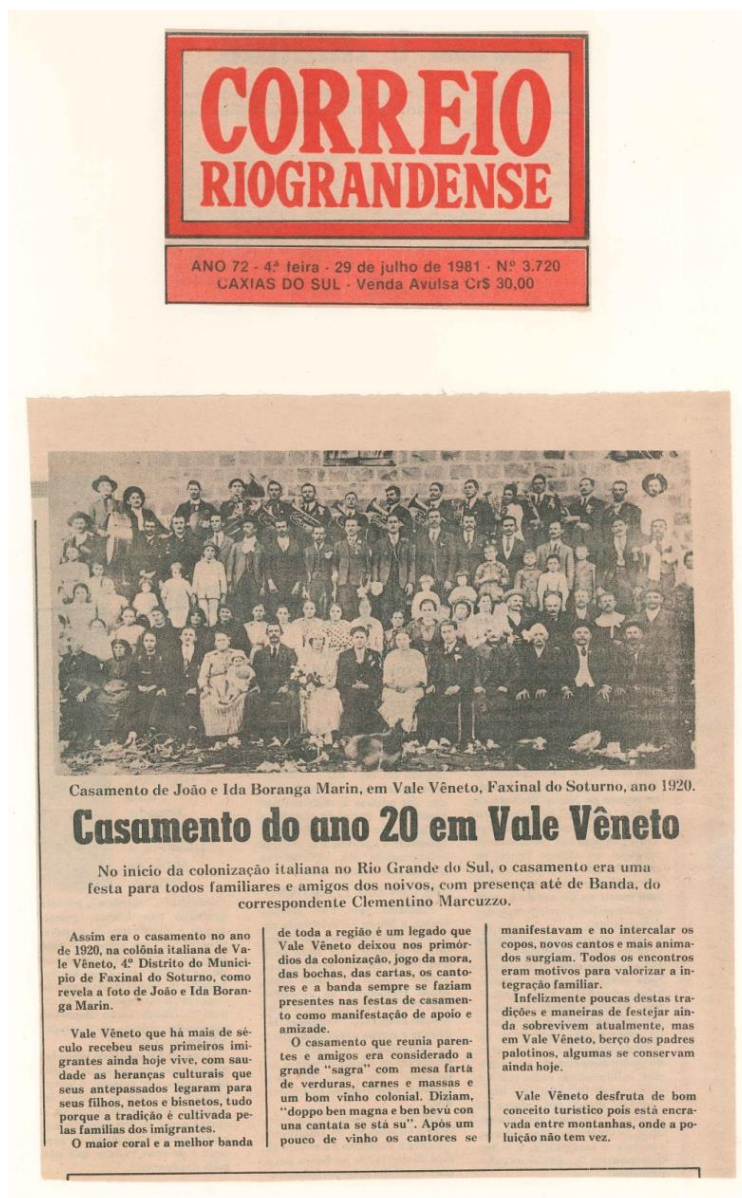 CORREIO
RIOGRANDENSE
ANO 72 - 4.ª feira - 29 de julho de 1981 - N.º 3.720
CAXIAS DO SUL - Venda Avulsa Cr$ 30,00
Casamento de João e Ida Boranga Marin, em Vale Vêneto, Faxinal do Soturno, ano 1920.
Casamento do ano 20 em Vale Vêneto
No início da colonização italiana no Rio Grande do Sul, o casamento era uma
festa para todos familiares e amigos dos noivos, com presença até de Banda, do
correspondente Clementino Marcuzzo.
Assim era o casamento no ano
de 1920, na colônia italiana de Va-
le Vêneto, 4.º Distrito do Municí-
pio de Faxinal do Soturno, como
revela a foto de João e Ida Boran-
ga Marin.
Vale Vêneto que há mais de sé-
culo recebeu seus primeiros imi-
grantes ainda hoje vive, com sau-
dade as heranças culturais que
seus antepassados legaram para
seus filhos, netos e bisnetos, tudo
porque a tradição é cultivada pe-
las famílias dos imigrantes.
O maior coral e a melhor banda
de toda a região é um legado que
Vale Vêneto deixou nos primór-
dios da colonização, jogo da mora,
das bochas, das cartas, os canto-
res e a banda sempre se faziam
presentes nas festas de casamen-
to como manifestação de apoio e
amizade.
O casamento que reunia paren-
tes e amigos era considerado a
grande "sagra" com mesa farta
de verduras, carnes e massas e
um bom vinho colonial. Diziam,
"doppo ben magna e ben bevú con
una cantata se stá su". Após um
pouco de vinho os cantores se
manifestavam e no intercalar os
copos, novos cantos e mais anima-
dos surgiam. Todos os encontros
eram motivos para valorizar a in-
tegração familiar.
Infelizmente poucas destas tra-
dições e maneiras de festejar ain-
da sobrevivem atualmente, mas
em Vale Vêneto, berço dos padres
palotinos, algumas se conservam
ainda hoje.
Vale Vêneto desfruta de bom
conceito turístico pois está encra-
vada entre montanhas, onde a po-
luição não tem vez.